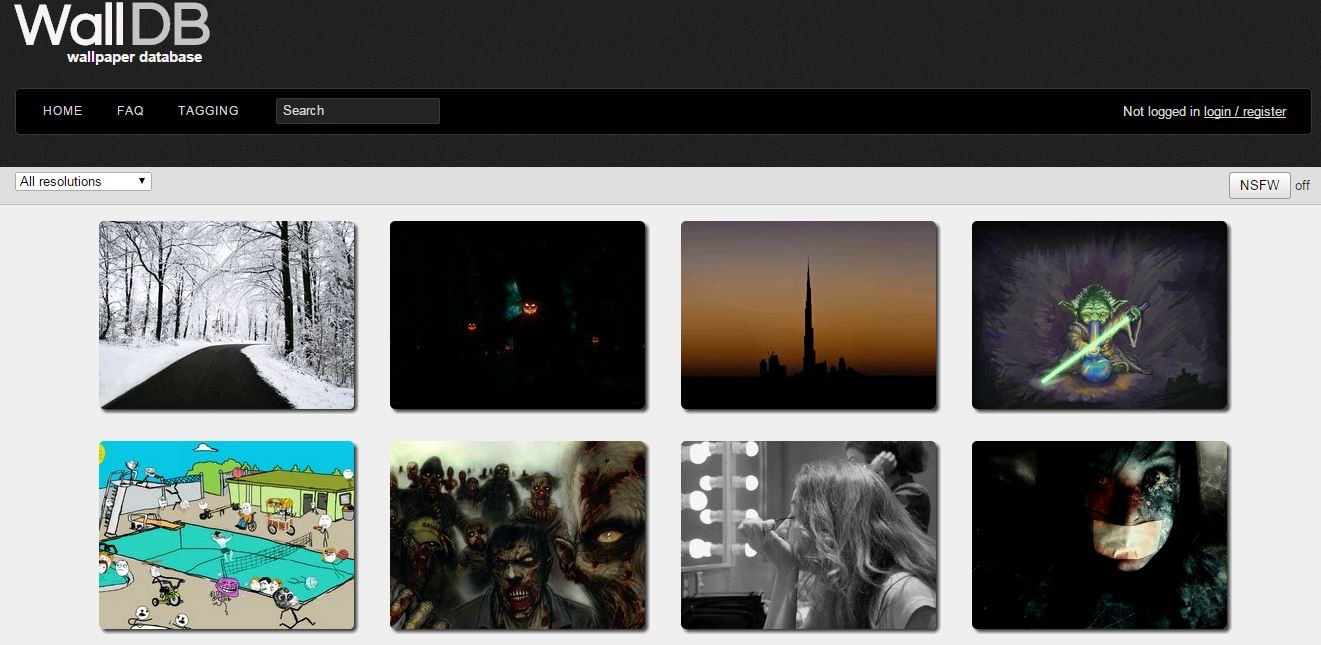 WallDB
wallpaper database
HOME FAQ TAGGING Search Not logged in login / register
All resolutions NSFW off